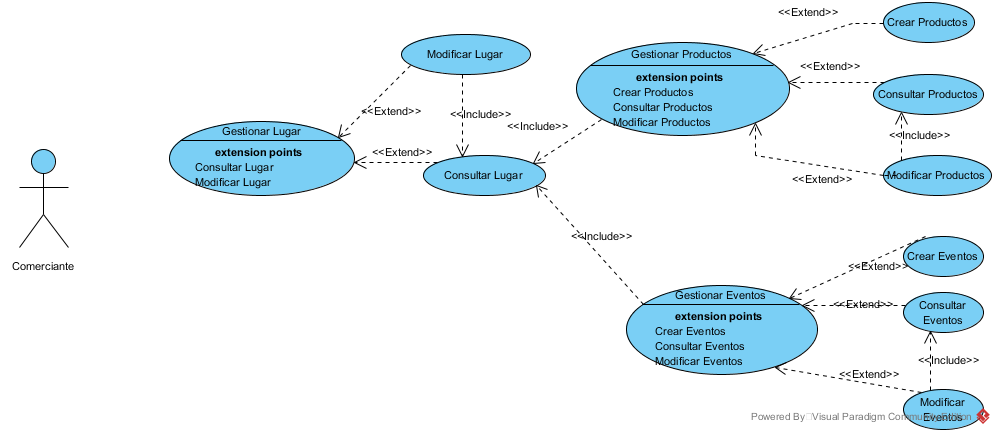 <<Extend>>
Crear Productos
Modificar Lugar
Gestionar Productos
<<Extend>>
extension points
Crear Productos
Consultar Productos
Modificar Productos
Consultar Productos
<<Extend>>
<<Include>>
<<Include>>
Gestionar Lugar
extension points
Consultar Lugar
Modificar Lugar
<<Extend>>
<<Include>>
Consultar Lugar
<<Extend>>
Modificar Productos
Comerciante
<<Include>>
Crear Eventos
<<Extend>>
Gestionar Eventos
extension points
Crear Eventos
Consultar Eventos
Modificar Eventos
<<Extend>>
Consultar
Eventos
<<Include>>
<<Extend>>
Modificar
Eventos
Powered By Visual Paradigm Community Edition